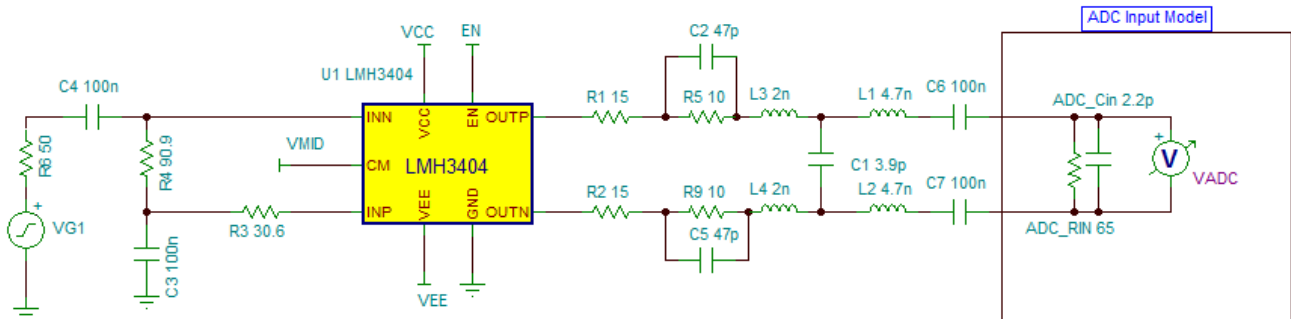 ADC Input Model
C2 47p
VCC
EN
U1 LMH3404
C4 100n
R1 15
R5 10
L3 2n
L1 4.7n
C6 100n
ADC_Cin 2.2p
INN
VCC
EN
OUTP
R6 50
R4 90.9
VMID
CM
LMH3404
C1 3.9p
+
V
VADC
+
VG1
R3 30.6
INP
VEE
GND
OUTN
R2 15
R9 10
L4 2n
L2 4.7n
C7 100n
ADC_RIN 65
C3 100n
C5 47p
VEE